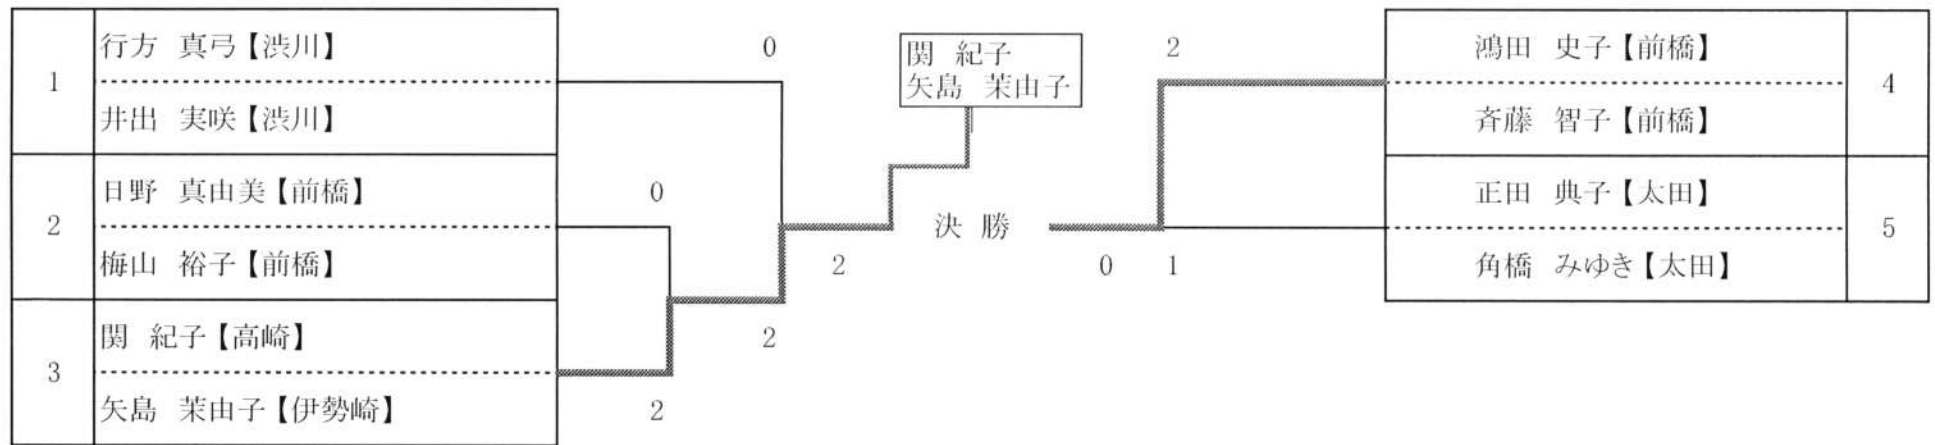 1
行方 真弓【渋川】
井出 実咲【渋川】
2
日野 真由美【前橋】
梅山 裕子【前橋】
3
関 紀子【高崎】
矢島 茉由子【伊勢崎】
0
0
2
2
2
関 紀子
矢島 茉由子
決 勝
2
0
1
鴻田 史子【前橋】
斉藤 智子【前橋】
4
正田 典子【太田】
角橋 みゆき【太田】
5